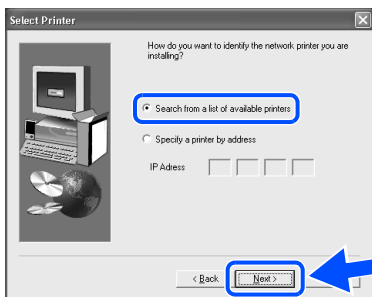 Select Printer
How do you want to identify the network printer you are
installing?
Search from a list of available printers
Specify a printer by address
IP Adress
< Back
Next >